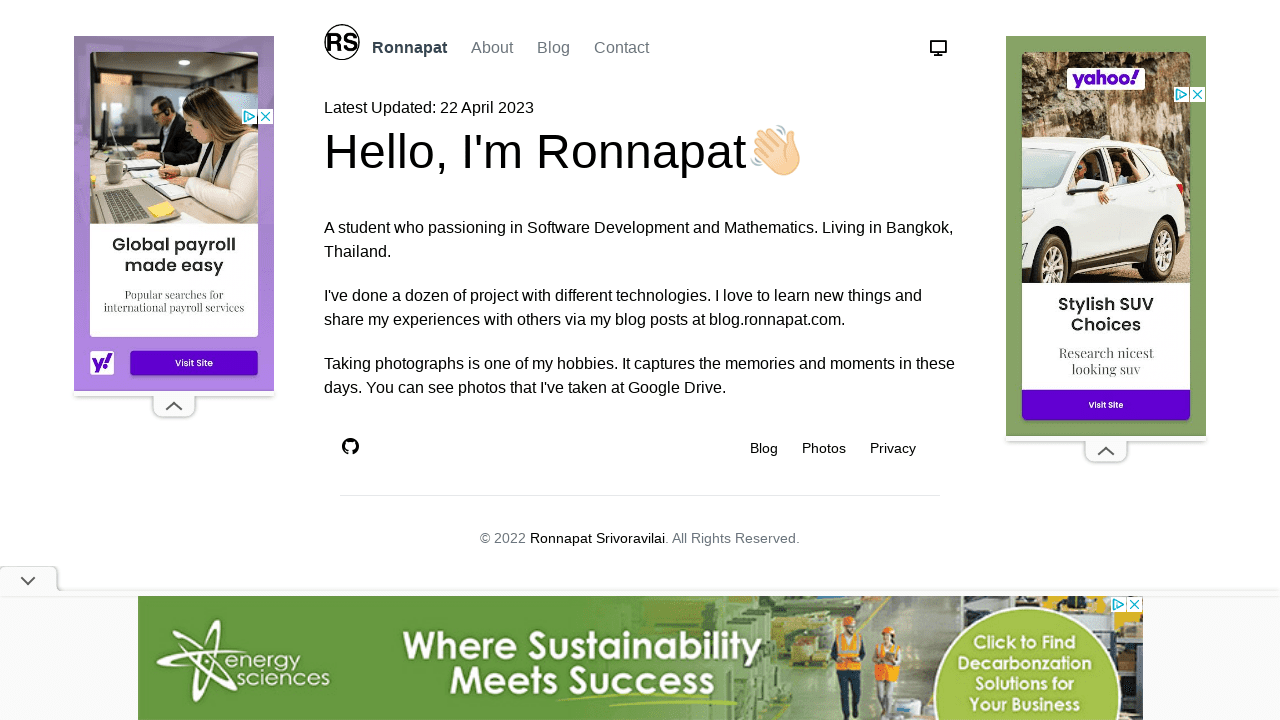 RS
Ronnapat About Blog Contact
Latest Updated: 22 April 2023
Hello, I'm Ronnapat
A student who passioning in Software Development and Mathematics. Living in Bangkok,
Thailand.
I've done a dozen of project with different technologies. I love to learn new things and
share my experiences with others via my blog posts at blog.ronnapat.com.
Taking photographs is one of my hobbies. It captures the memories and moments in these
days. You can see photos that I've taken at Google Drive.
Blog Photos Privacy
© 2022 Ronnapat Srivoravilai. All Rights Reserved.
Global payroll
made easy
Popular searches for
international payroll services
y!
Visit Site
yahoo!
Stylish SUV
Choices
Research nicest
looking suv
Visit Site
energy
sciences
Where Sustainability
Meets Success
Click to Find
Decarbonzation
Solutions for
Your Business